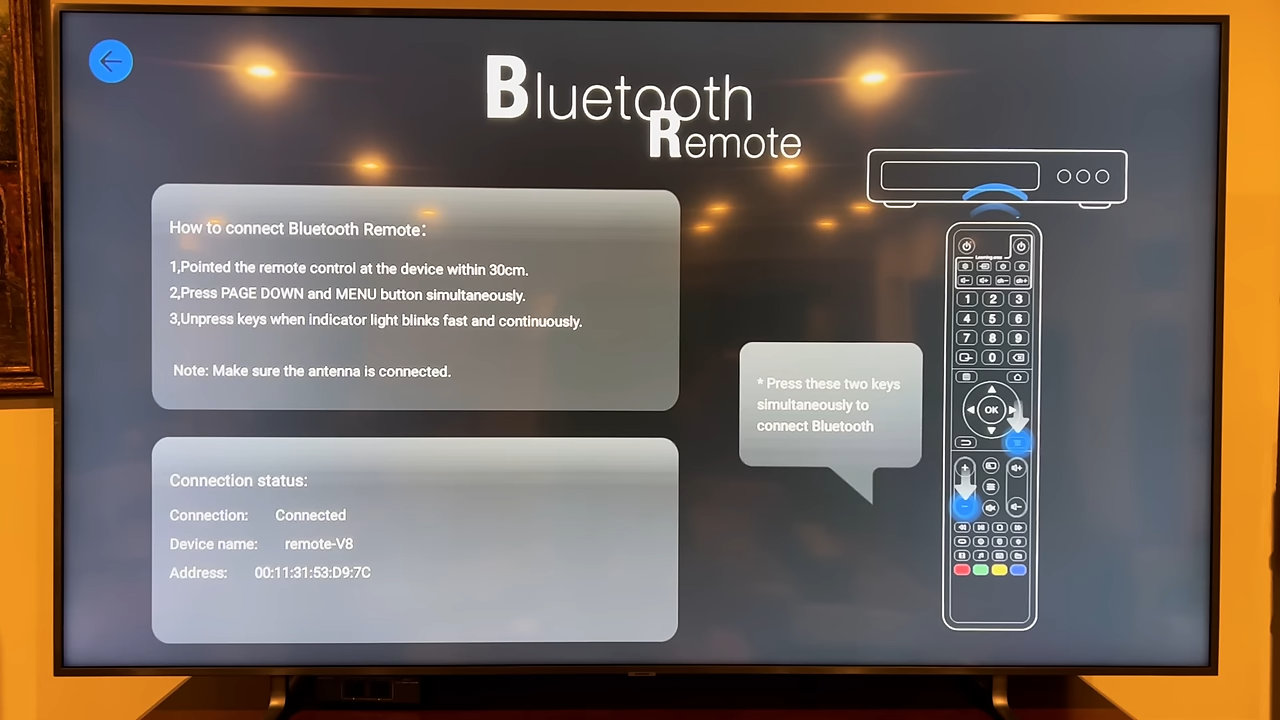 Bluetooth
Remote
How to connect Bluetooth Remote:
1,Pointed the remote control at the device within 30cm.
2,Press PAGE DOWN and MENU button simultaneously.
3,Unpress keys when indicator light blinks fast and continuously.
Note: Make sure the antenna is connected.
Connection status:
Connection: Connected
Device name: remote-V8
Address: 00:11:31:53:D9:7C
* Press these two keys
simultaneously to
connect Bluetooth
Learning area
1 2 3
4 5 6
7 8 9
0
OK